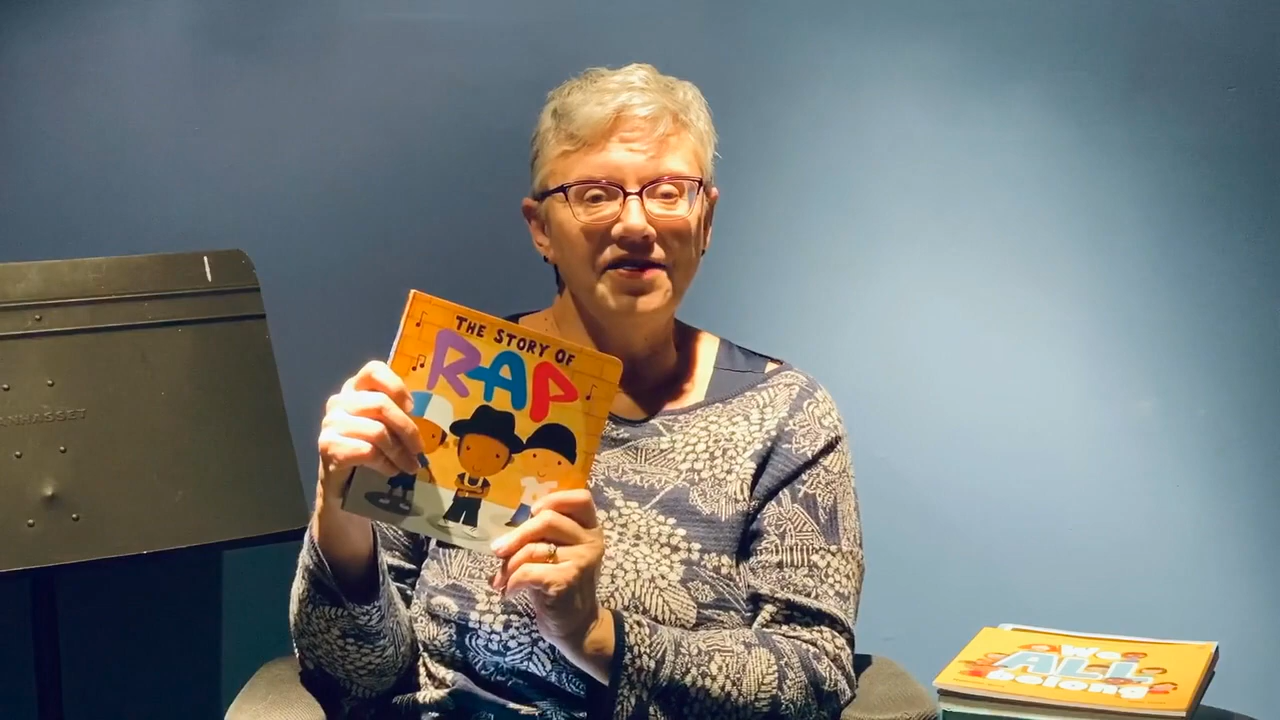 THE STORY OF
RAP
ANHASSET
We
ALL
belong